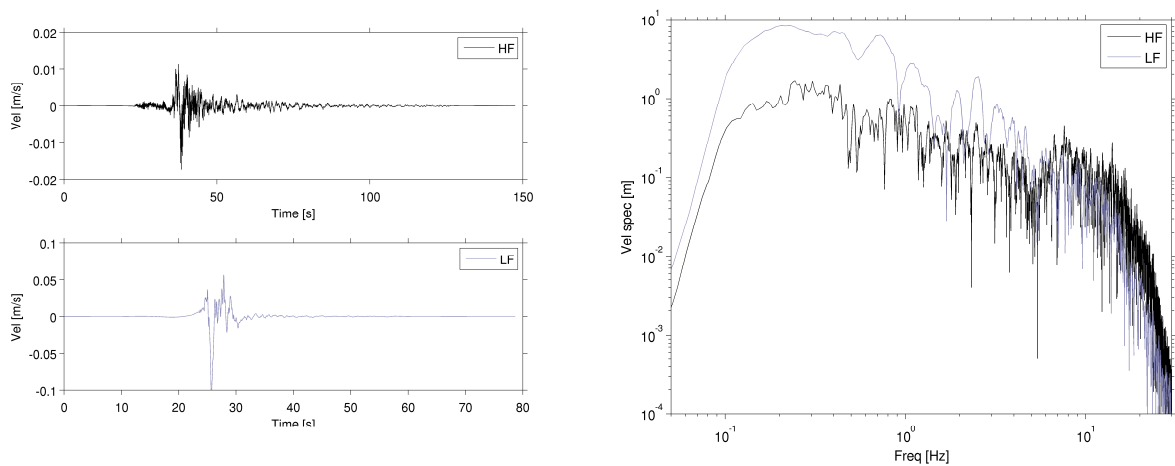 0.02
HF
0.01
Vel [m/s]
0
-0.01
-0.02
0 50 100 150
Time [s]
0.1
LF
0.05
Vel [m/s]
0
-0.05
-0.1
0 10 20 30 40 50 60 70 80
Time [s]
10^1
HF
LF
10^0
10^-1
Vel spec [m]
10^-2
10^-3
10^-4
10^-1 10^0 10^1
Freq [Hz]